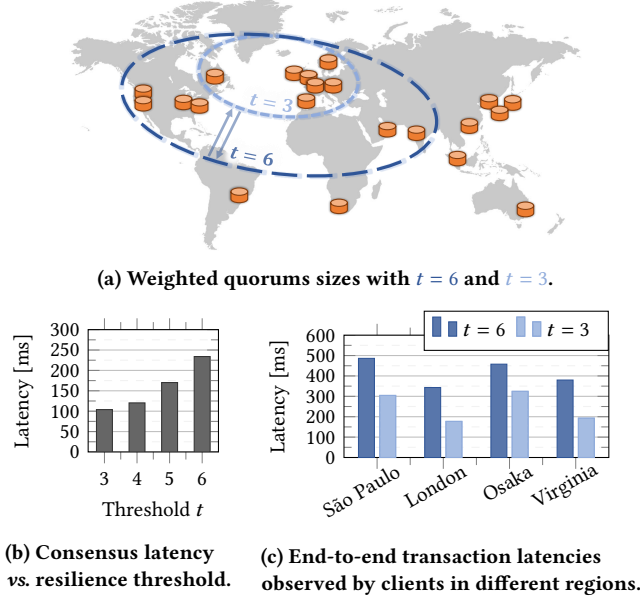 t = 3
t = 6
(a) Weighted quorums sizes with t = 6 and t = 3.
300
250
200
150
100
50
0
Latency [ms]
3 4 5 6
Threshold t
(b) Consensus latency
vs. resilience threshold.
t = 6 t = 3
600
500
400
300
200
100
0
Latency [ms]
São Paulo London Osaka Virginia
(c) End-to-end transaction latencies
observed by clients in different regions.